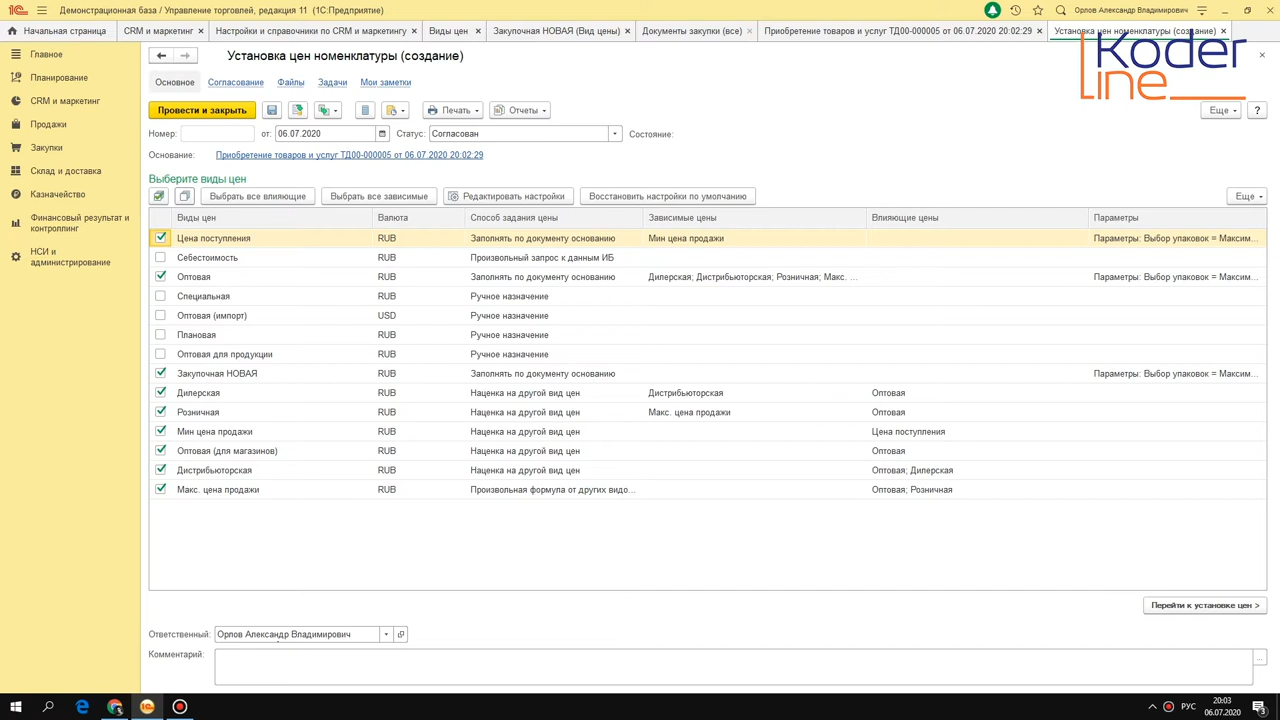 Демонстрационная база / Управление торговлей, редакция 11 (1С:Предприятие)
Орлов Александр Владимирович
Начальная страница
CRM и маркетинг
Настройки и справочники по CRM и маркетингу
Виды цен
Закупочная НОВАЯ (Вид цены)
Документы закупки (все)
Приобретение товаров и услуг ТД00-000005 от 06.07.2020 20:02:29
Установка цен номенклатуры (создание)
Koder
line
Главное
Планирование
CRM и маркетинг
Продажи
Закупки
Склад и доставка
Казначейство
Финансовый результат и
контроллинг
НСИ и
администрирование
Установка цен номенклатуры (создание)
Основное
Согласование
Файлы
Задачи
Мои заметки
Провести и закрыть
Печать
Отчеты
Еще
?
Номер:
от: 06.07.2020
Статус: Согласован
Состояние:
Основание: Приобретение товаров и услуг ТД00-000005 от 06.07.2020 20:02:29
Выберите виды цен
Выбрать все влияющие
Выбрать все зависимые
Редактировать настройки
Восстановить настройки по умолчанию
Еще
Виды цен Валюта Способ задания цены Зависимые цены Влияющие цены Параметры
Цена поступления RUB Заполнять по документу основанию Мин цена продажи Параметры: Выбор упаковок = Максим...
Себестоимость RUB Произвольный запрос к данным ИБ
Оптовая RUB Заполнять по документу основанию Дилерская; Дистрибьюторская; Розничная; Макс. ... Параметры: Выбор упаковок = Максим...
Специальная RUB Ручное назначение
Оптовая (импорт) USD Ручное назначение
Плановая RUB Ручное назначение
Оптовая для продукции RUB Ручное назначение
Закупочная НОВАЯ RUB Заполнять по документу основанию Параметры: Выбор упаковок = Максим...
Дилерская RUB Наценка на другой вид цен Дистрибьюторская Оптовая
Розничная RUB Наценка на другой вид цен Макс. цена продажи Оптовая
Мин цена продажи RUB Наценка на другой вид цен Цена поступления
Оптовая (для магазинов) RUB Наценка на другой вид цен Оптовая
Дистрибьюторская RUB Наценка на другой вид цен Оптовая; Дилерская
Макс. цена продажи RUB Произвольная формула от других видо... Оптовая; Розничная
Перейти к установке цен >
Ответственный: Орлов Александр Владимирович
Комментарий:
...
РУС
20:03
06.07.2020
3